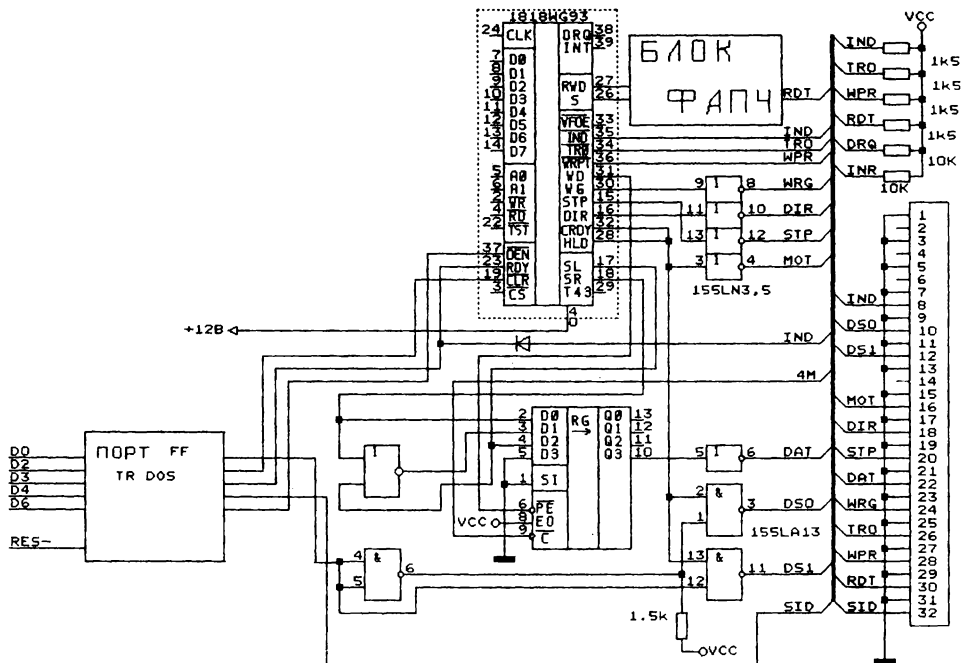 1818WG93
24 CLK DRQ 38
INT 39
7 D0
8 D1
9 D2 RWD 27
10 D3 S 26
11 D4
12 D5 VFOE 33
13 D6 IND 35
14 D7 TR0 34
WRPT 36
5 A0 WD 31
6 A1 WG 30
2 WR STP 15
4 RD DIR 16
22 TST CRDY 32
HLD 28
37 DEN
23 RDY SL 17
19 CLR SR 18
3 CS T43 29
40
БЛОК
ФАПЧ
RDT
IND
TRO
WPR
9 1 8 WRG
11 1 10 DIR
13 1 12 STP
3 1 4 MOT
155LN3,5
VCC
IND
1k5
TRO
1k5
WPR
1k5
RDT
1k5
DRQ
10K
INR
10K
+12В
IND
4M
ПОРТ FF
TR DOS
D0
D2
D3
D4
D6
RES-
1
2 D0 RG Q0 13
3 D1 Q1 12
4 D2 Q2 11
5 D3 Q3 10
1 SI
6 PE
VCC 8 EO
9 C
5 1 6 DAT
2 & 3 DS0
1
155LA13
13 & 11 DS1
12
4 & 6
5
1.5k
VCC
SID
1
2
3
4
5
6
7
IND 8
9
DS0 10
11
DS1 12
13
14
15
MOT 16
17
DIR 18
19
STP 20
21
DAT 22
23
WRG 24
25
TRO 26
27
WPR 28
29
RDT 30
31
SID 32